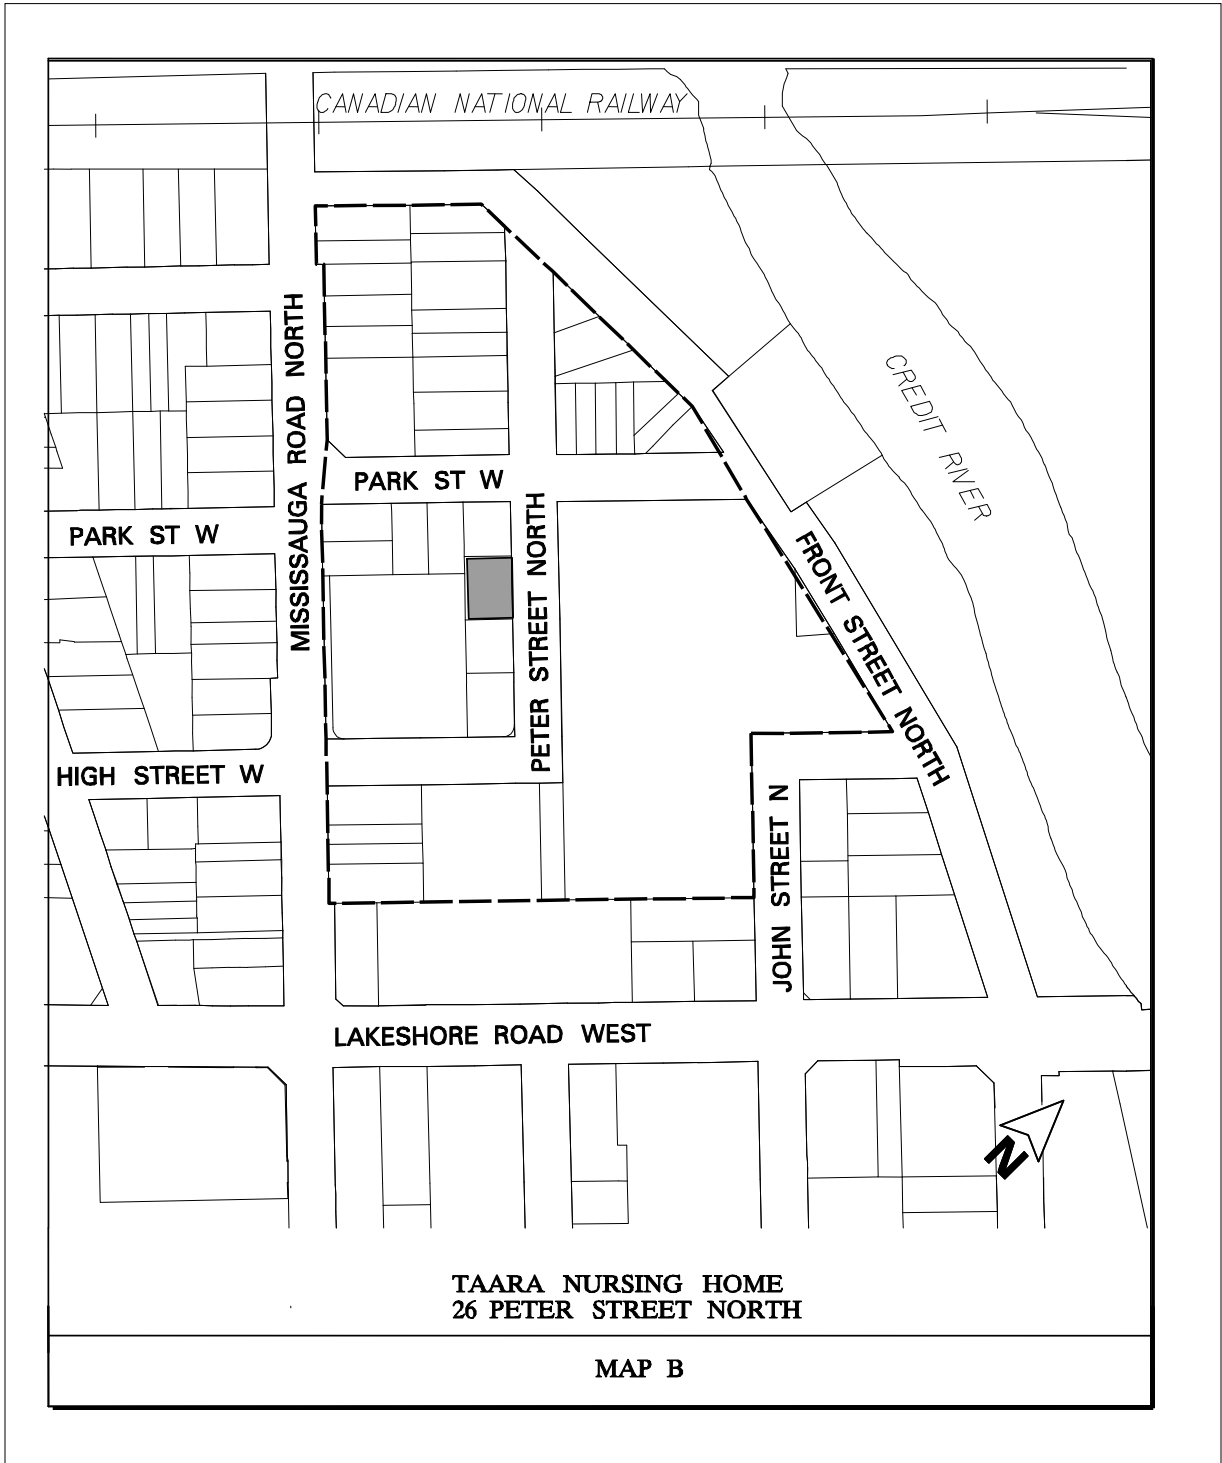 CANADIAN NATIONAL RAILWAY
MISSISSAUGA ROAD NORTH
CREDIT RIVER
PARK ST W
PARK ST W
PETER STREET NORTH
FRONT STREET NORTH
HIGH STREET W
JOHN STREET N
LAKESHORE ROAD WEST
N
TAARA NURSING HOME
26 PETER STREET NORTH
MAP B